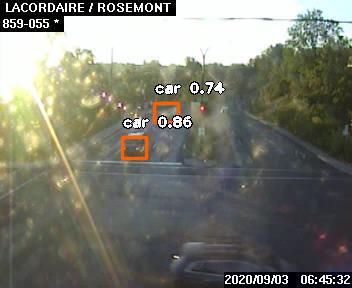 LACORDAIRE / ROSEMONT
859-055 *
car 0.74
car 0.86
2020/09/03 06:45:32